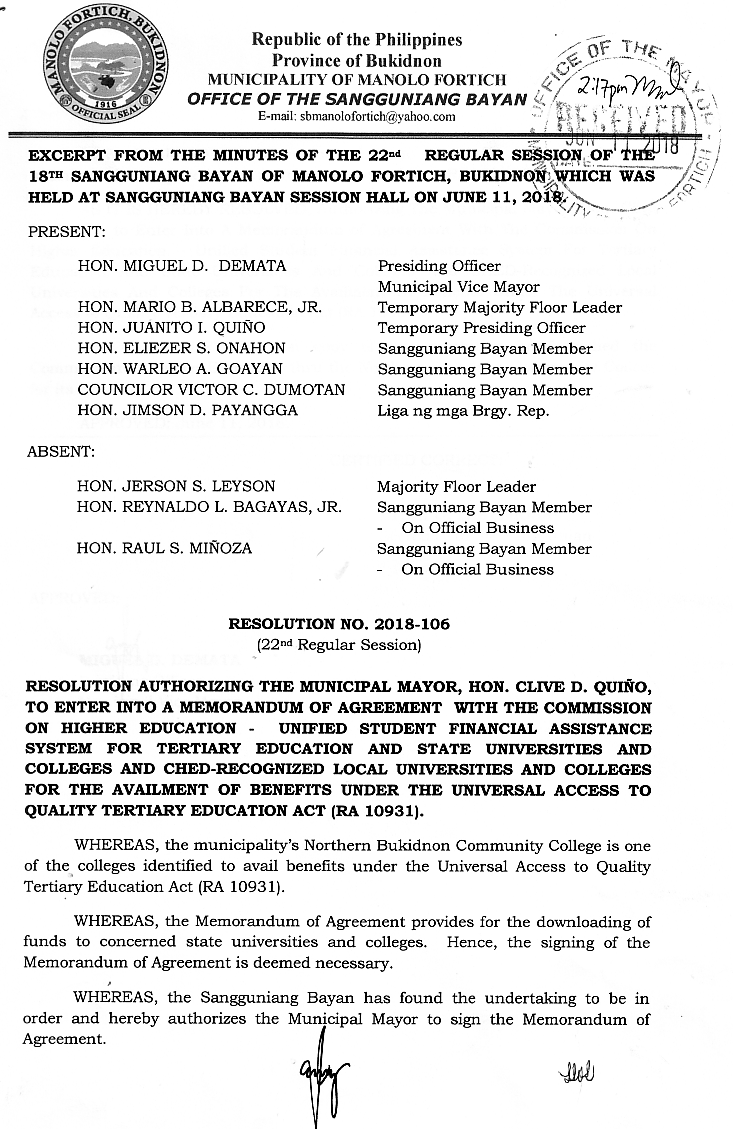 MANOLO FORTICH, BUKIDNON
1916
OFFICIAL SEAL
Republic of the Philippines
Province of Bukidnon
MUNICIPALITY OF MANOLO FORTICH
OFFICE OF THE SANGGUNIANG BAYAN
E-mail: sbmanolofortich@yahoo.com
OFFICE OF THE MAYOR
2:17pm
RECEIVED
JUN 11 2018
MUNICIPALITY FORTICH
EXCERPT FROM THE MINUTES OF THE 22nd REGULAR SESSION OF THE
18TH SANGGUNIANG BAYAN OF MANOLO FORTICH, BUKIDNON WHICH WAS
HELD AT SANGGUNIANG BAYAN SESSION HALL ON JUNE 11, 2018.
PRESENT:
HON. MIGUEL D. DEMATA Presiding Officer
Municipal Vice Mayor
HON. MARIO B. ALBARECE, JR. Temporary Majority Floor Leader
HON. JUANITO I. QUIÑO Temporary Presiding Officer
HON. ELIEZER S. ONAHON Sangguniang Bayan Member
HON. WARLEO A. GOAYAN Sangguniang Bayan Member
COUNCILOR VICTOR C. DUMOTAN Sangguniang Bayan Member
HON. JIMSON D. PAYANGGA Liga ng mga Brgy. Rep.
ABSENT:
HON. JERSON S. LEYSON Majority Floor Leader
HON. REYNALDO L. BAGAYAS, JR. Sangguniang Bayan Member
- On Official Business
HON. RAUL S. MIÑOZA Sangguniang Bayan Member
- On Official Business
RESOLUTION NO. 2018-106
(22nd Regular Session)
RESOLUTION AUTHORIZING THE MUNICIPAL MAYOR, HON. CLIVE D. QUIÑO,
TO ENTER INTO A MEMORANDUM OF AGREEMENT WITH THE COMMISSION
ON HIGHER EDUCATION - UNIFIED STUDENT FINANCIAL ASSISTANCE
SYSTEM FOR TERTIARY EDUCATION AND STATE UNIVERSITIES AND
COLLEGES AND CHED-RECOGNIZED LOCAL UNIVERSITIES AND COLLEGES
FOR THE AVAILMENT OF BENEFITS UNDER THE UNIVERSAL ACCESS TO
QUALITY TERTIARY EDUCATION ACT (RA 10931).
WHEREAS, the municipality's Northern Bukidnon Community College is one
of the colleges identified to avail benefits under the Universal Access to Quality
Tertiary Education Act (RA 10931).
WHEREAS, the Memorandum of Agreement provides for the downloading of
funds to concerned state universities and colleges. Hence, the signing of the
Memorandum of Agreement is deemed necessary.
WHEREAS, the Sangguniang Bayan has found the undertaking to be in
order and hereby authorizes the Municipal Mayor to sign the Memorandum of
Agreement.